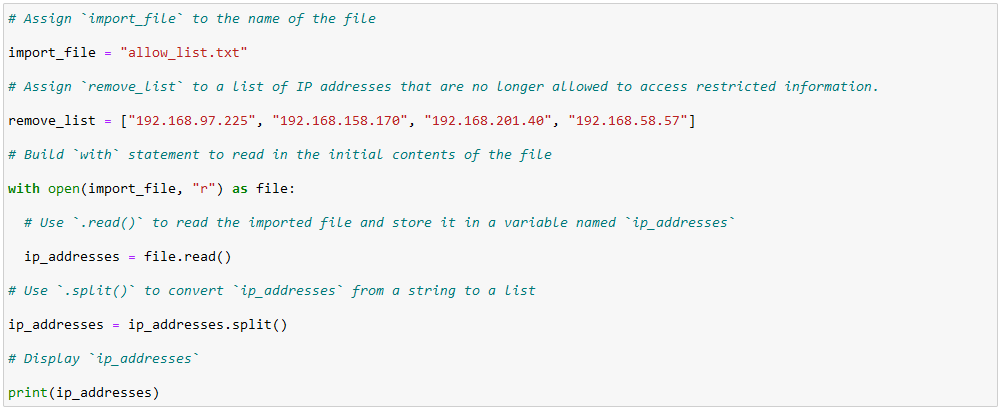 # Assign `import_file` to the name of the file
import_file = "allow_list.txt"
# Assign `remove_list` to a list of IP addresses that are no longer allowed to access restricted information.
remove_list = ["192.168.97.225", "192.168.158.170", "192.168.201.40", "192.168.58.57"]
# Build `with` statement to read in the initial contents of the file
with open(import_file, "r") as file:
  # Use `.read()` to read the imported file and store it in a variable named `ip_addresses`
  ip_addresses = file.read()
# Use `.split()` to convert `ip_addresses` from a string to a list
ip_addresses = ip_addresses.split()
# Display `ip_addresses`
print(ip_addresses)